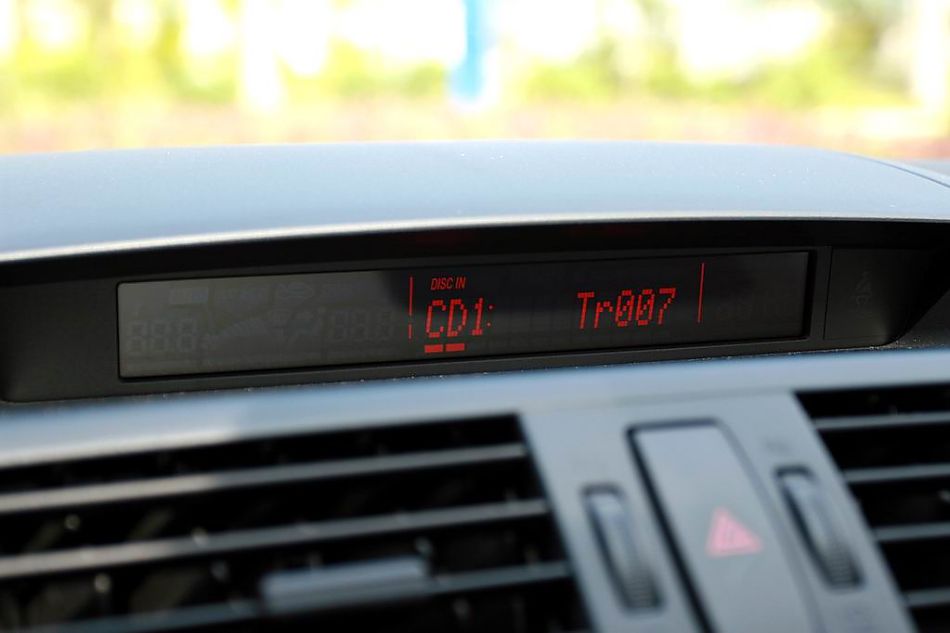 DISC IN
CD1: Tr007